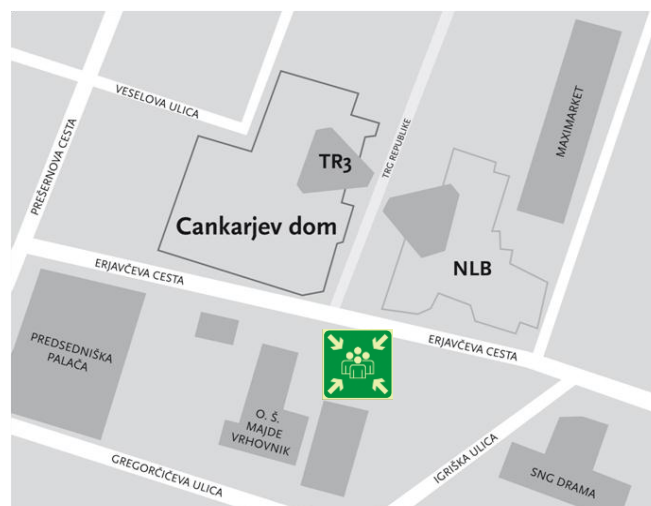 VESELOVA ULICA
PREŠERNOVA CESTA
TR3
TRG REPUBLIKE
MAXIMARKET
Cankarjev dom
NLB
ERJAVČEVA CESTA
ERJAVČEVA CESTA
PREDSEDNIŠKA
PALAČA
O. Š.
MAJDE
VRHOVNIK
IGRIŠKA ULICA
GREGORČIČEVA ULICA
SNG DRAMA